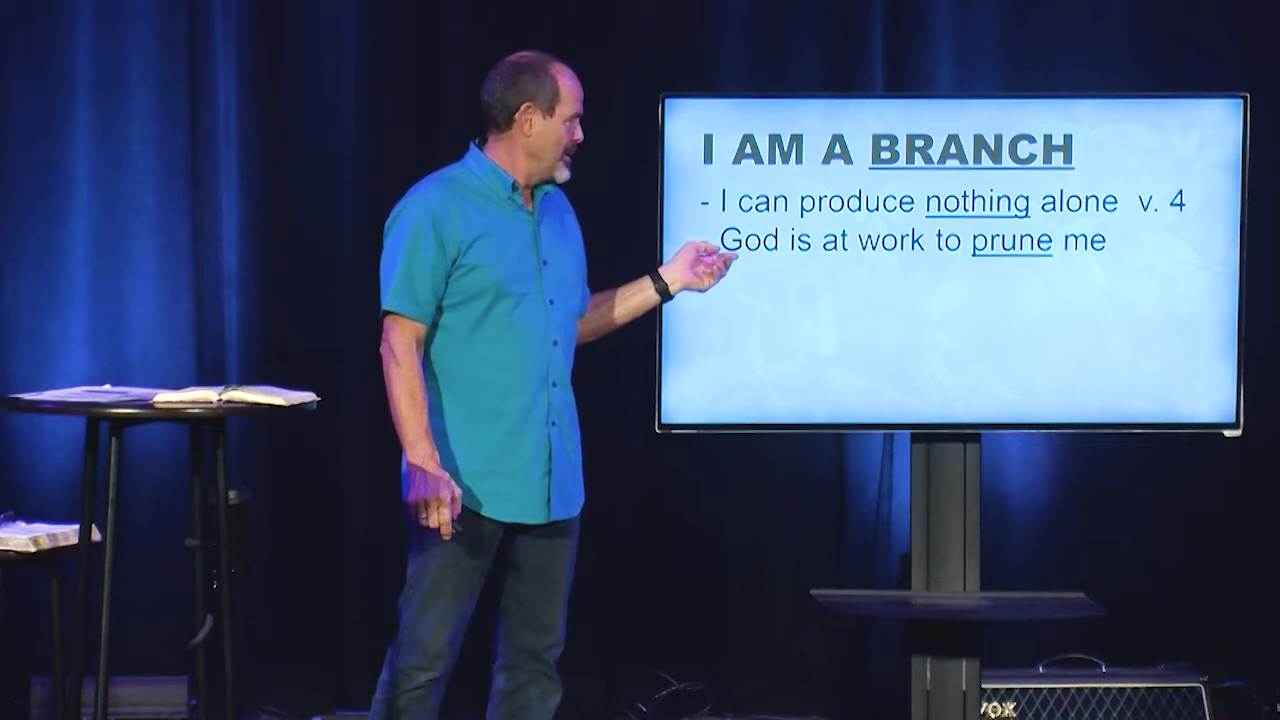 I AM A BRANCH
- I can produce nothing alone v. 4
- God is at work to prune me
VOX